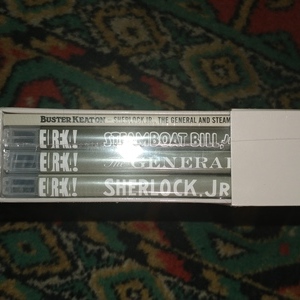 BUSTER KEATON – SHERLOCK JR., THE GENERAL AND STEAM
EUREKA! STEAMBOAT BILL, Jr
EUREKA! The GENERAL
EUREKA! SHERLOCK, Jr